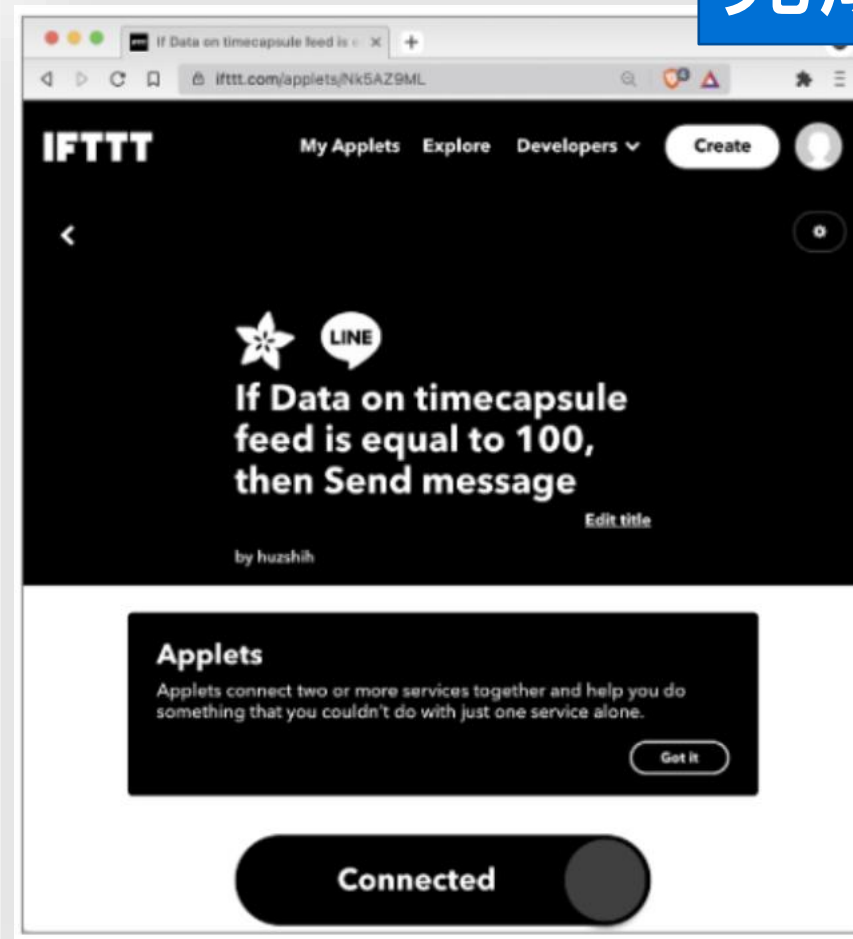 If Data on timecapsule feed is e
ifttt.com/applets/Nk5AZ9ML
IFTTT
My Applets Explore Developers Create
LINE
If Data on timecapsule
feed is equal to 100,
then Send message
Edit title
by huzshih
Applets
Applets connect two or more services together and help you do
something that you couldn't do with just one service alone.
Got it
Connected